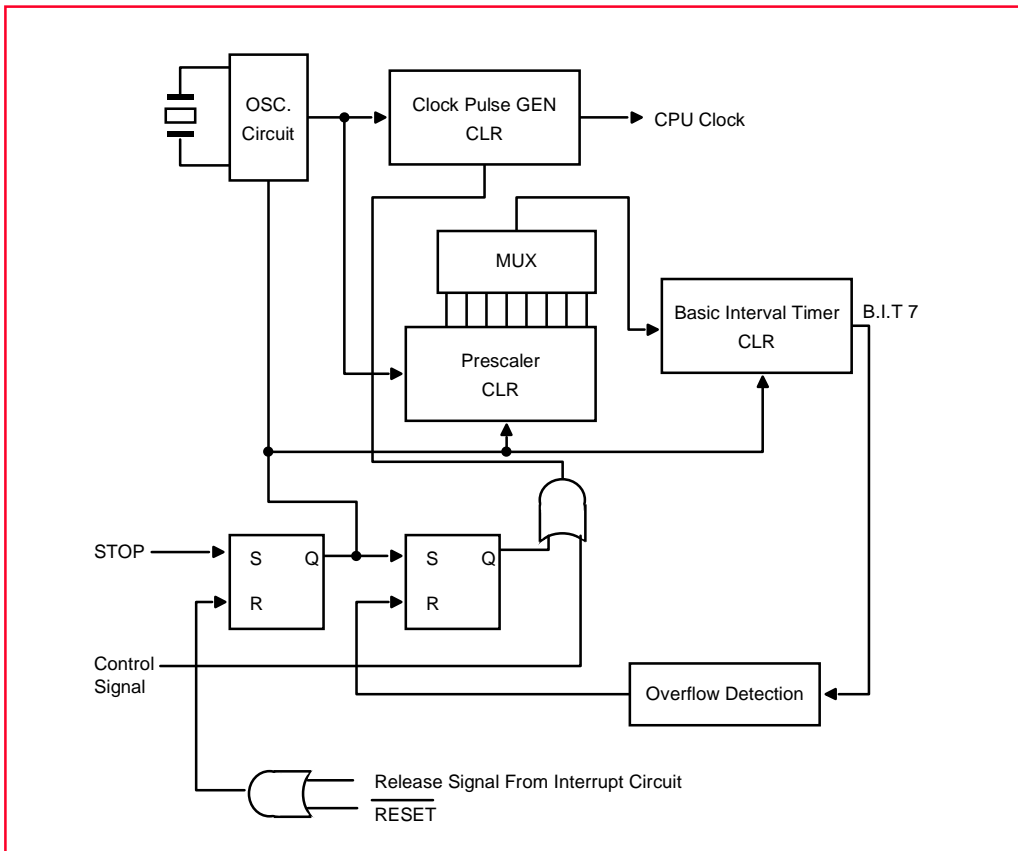 OSC.
Circuit
Clock Pulse GEN
CLR
CPU Clock
MUX
Basic Interval Timer
CLR
B.I.T 7
Prescaler
CLR
STOP
S Q
R
S Q
R
Control
Signal
Overflow Detection
Release Signal From Interrupt Circuit
RESET